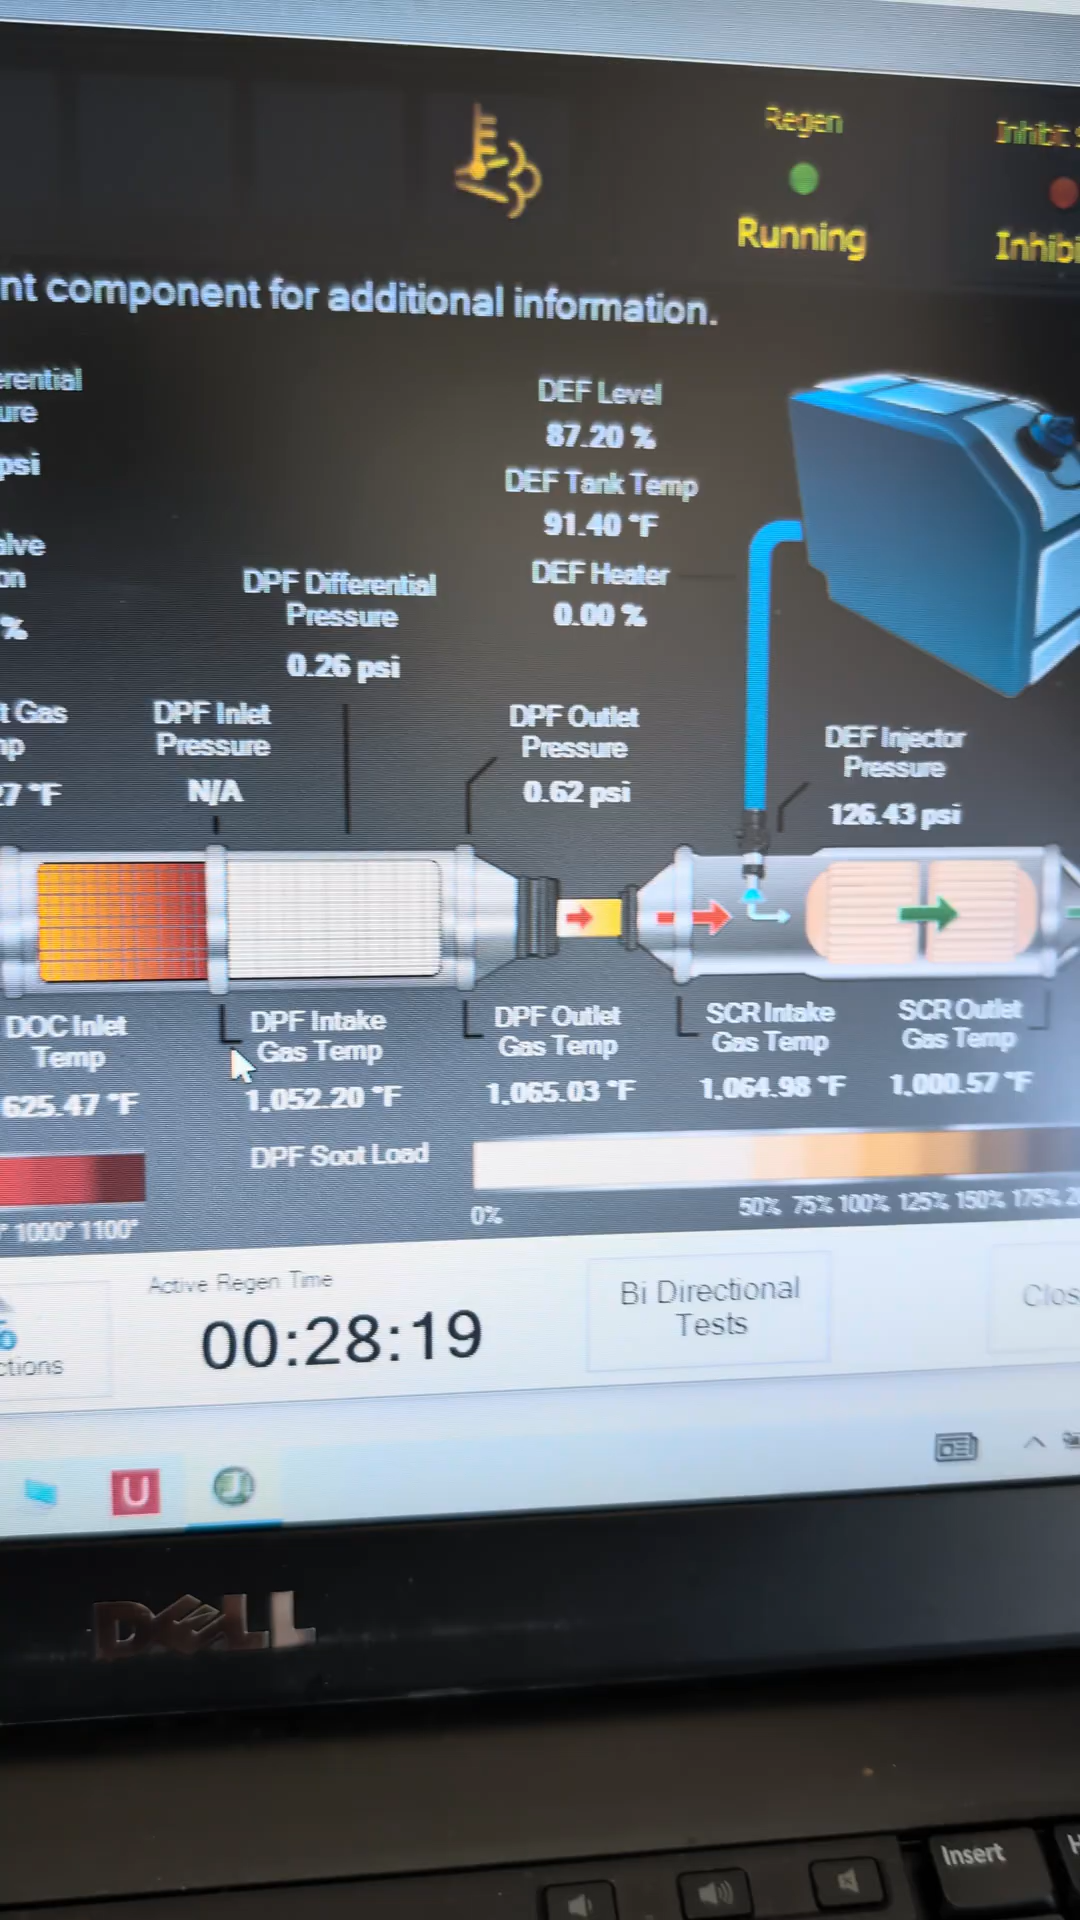 Regen
Running
Inhibi
nt component for additional information.
erential
ure
psi
alve
on
%
DEF Level
87.20 %
DEF Tank Temp
91.40 °F
DEF Heater
0.00 %
DPF Differential
Pressure
0.26 psi
t Gas
mp
27 °F
DPF Inlet
Pressure
N/A
DPF Outlet
Pressure
0.62 psi
DEF Injector
Pressure
126.43 psi
DOC Inlet
Temp
625.47 °F
DPF Intake
Gas Temp
1,052.20 °F
DPF Outlet
Gas Temp
1,065.03 °F
SCR Intake
Gas Temp
1,064.98 °F
SCR Outlet
Gas Temp
1,000.57 °F
1000° 1100°
DPF Soot Load
0% 50% 75% 100% 125% 150% 175% 2
ctions
Active Regen Time
00:28:19
Bi Directional
Tests
Clos
U
J
DELL
Insert
H